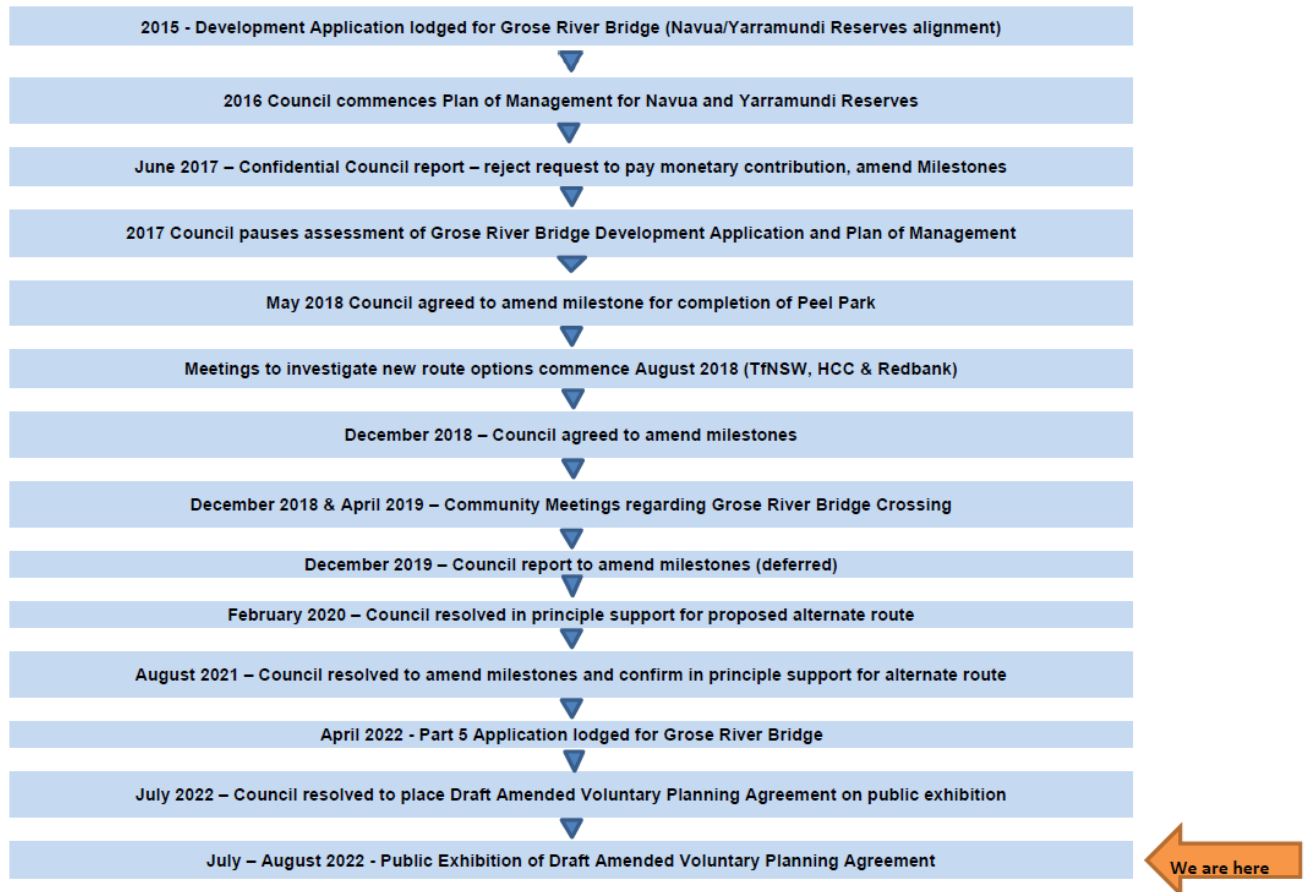 2015 - Development Application lodged for Grose River Bridge (Navua/Yarramundi Reserves alignment)
2016 Council commences Plan of Management for Navua and Yarramundi Reserves
June 2017 – Confidential Council report – reject request to pay monetary contribution, amend Milestones
2017 Council pauses assessment of Grose River Bridge Development Application and Plan of Management
May 2018 Council agreed to amend milestone for completion of Peel Park
Meetings to investigate new route options commence August 2018 (TfNSW, HCC & Redbank)
December 2018 – Council agreed to amend milestones
December 2018 & April 2019 – Community Meetings regarding Grose River Bridge Crossing
December 2019 – Council report to amend milestones (deferred)
February 2020 – Council resolved in principle support for proposed alternate route
August 2021 – Council resolved to amend milestones and confirm in principle support for alternate route
April 2022 - Part 5 Application lodged for Grose River Bridge
July 2022 – Council resolved to place Draft Amended Voluntary Planning Agreement on public exhibition
July – August 2022 - Public Exhibition of Draft Amended Voluntary Planning Agreement
We are here